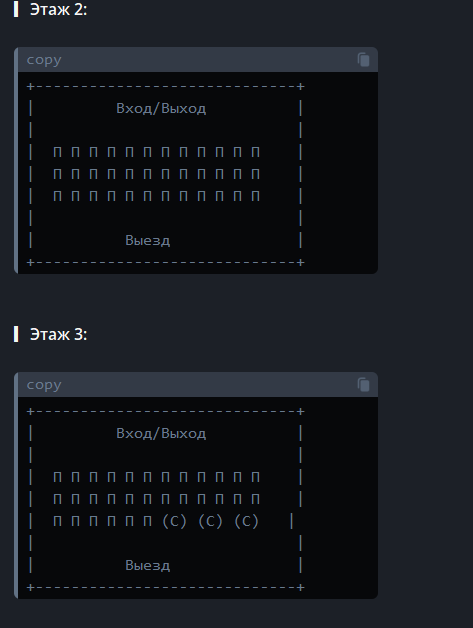 Этаж 2:
copy
+-----------------------------+
|         Вход/Выход          |
|                             |
|  П П П П П П П П П П П П    |
|  П П П П П П П П П П П П    |
|  П П П П П П П П П П П П    |
|                             |
|          Выезд              |
+-----------------------------+
Этаж 3:
copy
+-----------------------------+
|         Вход/Выход          |
|                             |
|  П П П П П П П П П П П П    |
|  П П П П П П П П П П П П    |
|  П П П П П П (С) (С) (С)   |
|                             |
|          Выезд              |
+-----------------------------+